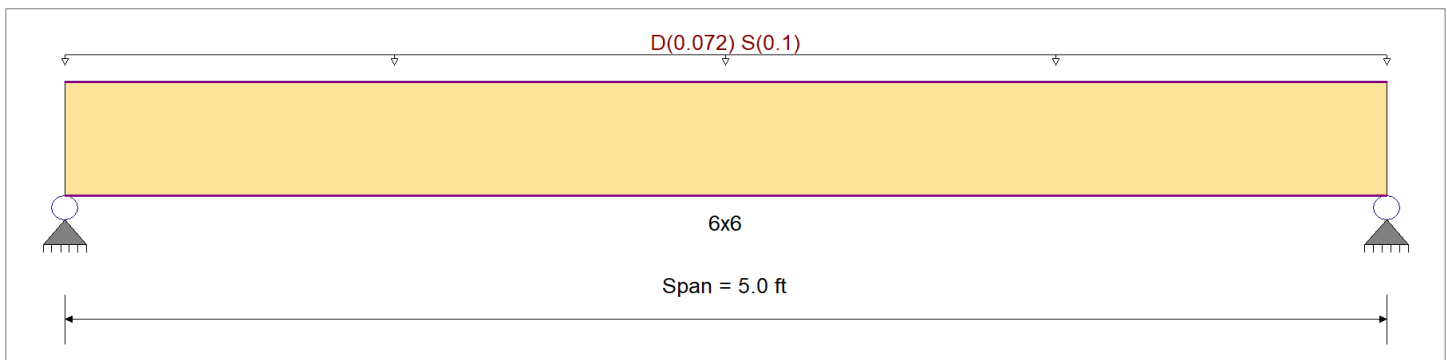 D(0.072) S(0.1)
6x6
Span = 5.0 ft